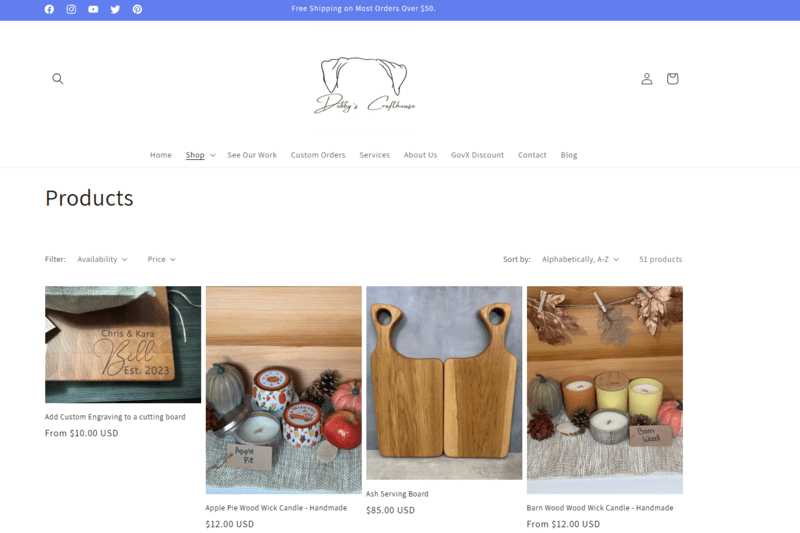 Free Shipping on Most Orders Over $50.
Dobby's Crafthouse
Home Shop See Our Work Custom Orders Services About Us GovX Discount Contact Blog
Products
Filter: Availability Price Sort by: Alphabetically, A-Z 51 products
Chris & Kara
Bill
Est. 2023
Apple
Pie
Barn
Wood
Add Custom Engraving to a cutting board
From $10.00 USD
Ash Serving Board
$85.00 USD
Apple Pie Wood Wick Candle - Handmade
$12.00 USD
Barn Wood Wood Wick Candle - Handmade
From $12.00 USD